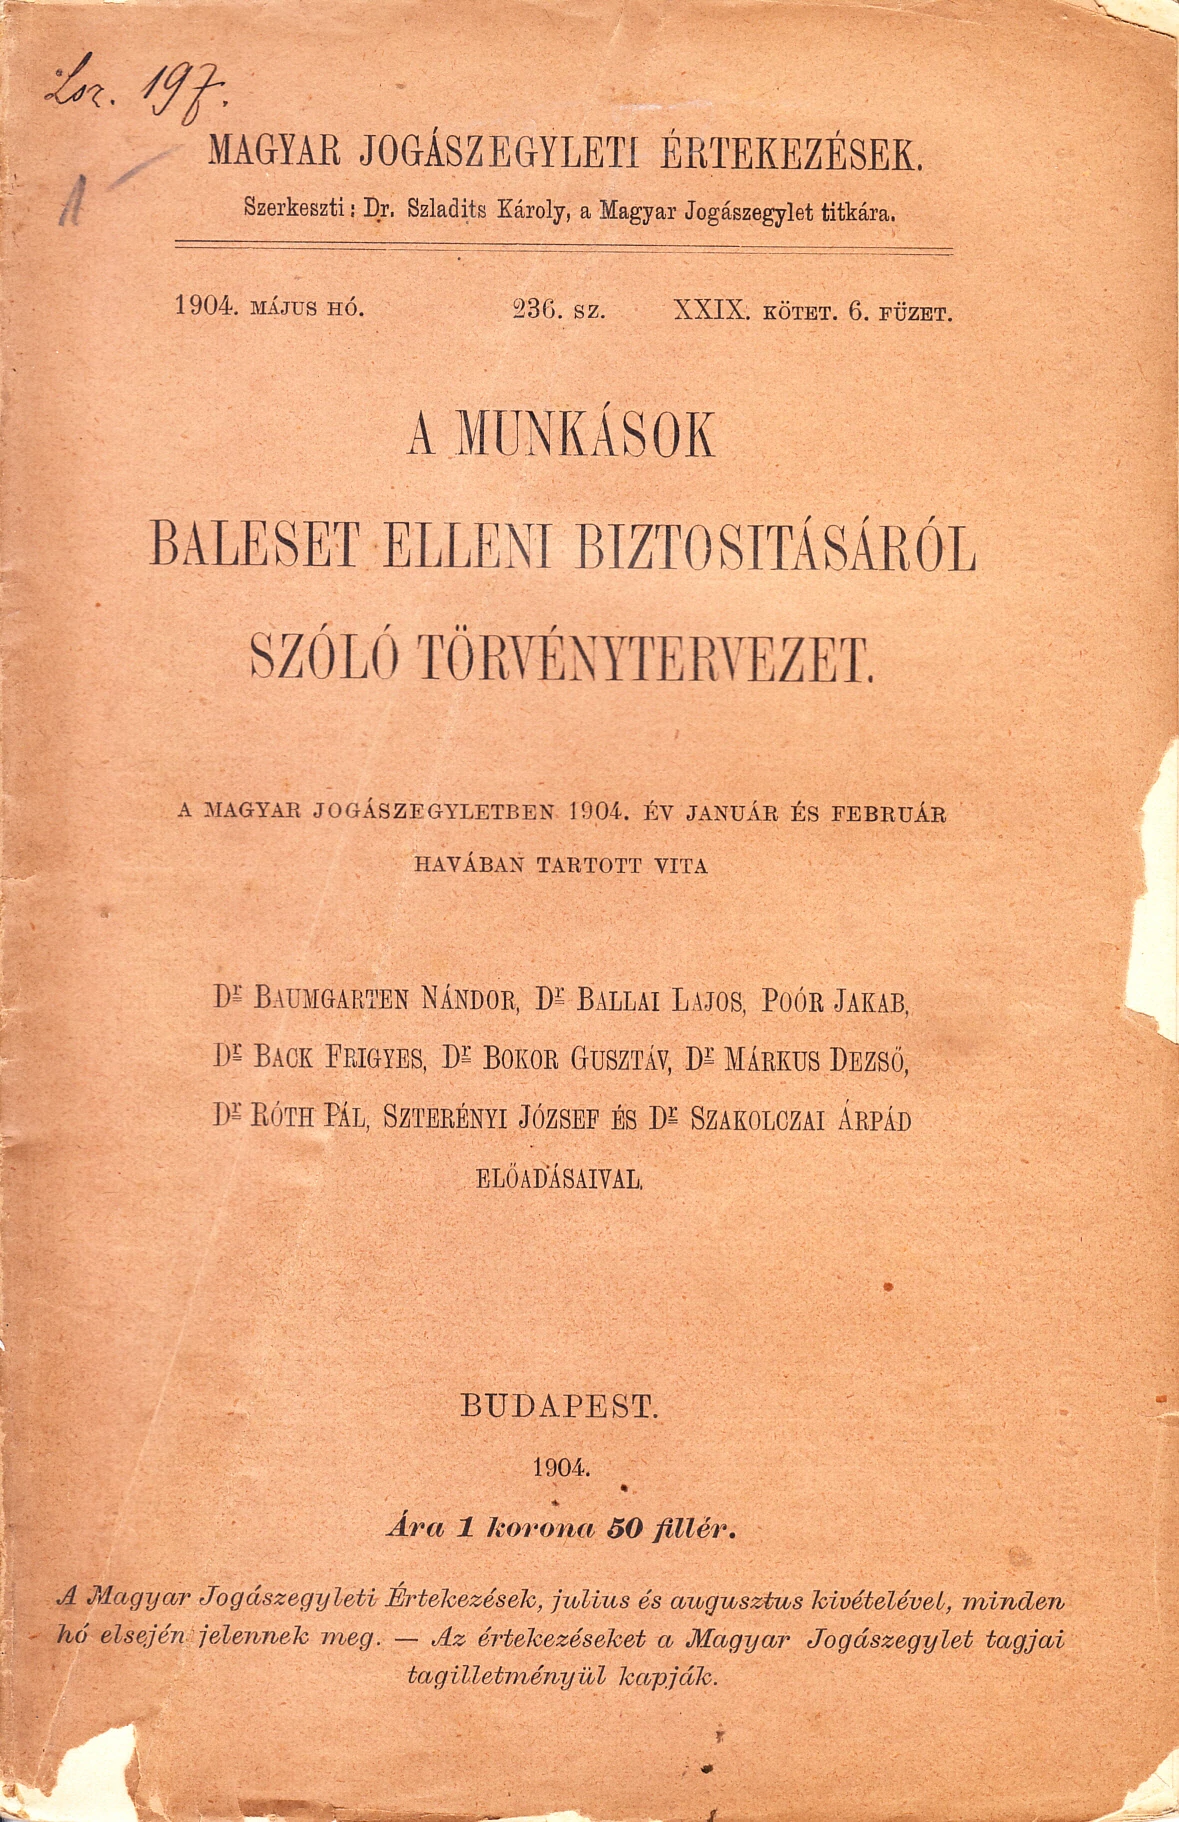 Lsz. 197.
1
MAGYAR JOGÁSZEGYLETI ÉRTEKEZÉSEK.
Szerkeszti: Dr. Szladits Károly, a Magyar Jogászegylet titkára.
1904. MÁJUS HÓ. 236. SZ. XXIX. KÖTET. 6. FÜZET.
A MUNKÁSOK
BALESET ELLENI BIZTOSITÁSÁRÓL
SZÓLÓ TÖRVÉNYTERVEZET.
A MAGYAR JOGÁSZEGYLETBEN 1904. ÉV JANUÁR ÉS FEBRUÁR
HAVÁBAN TARTOTT VITA
Dr BAUMGARTEN NÁNDOR, Dr BALLAI LAJOS, POÓR JAKAB,
Dr BACK FRIGYES, Dr BOKOR GUSZTÁV, Dr MÁRKUS DEZSŐ,
Dr RÓTH PÁL, SZTERÉNYI JÓZSEF ÉS Dr SZAKOLCZAI ÁRPÁD
ELŐADÁSAIVAL.
BUDAPEST.
1904.
Ára 1 korona 50 fillér.
A Magyar Jogászegyleti Értekezések, julius és augusztus kivételével, minden
hó elsején jelennek meg. — Az értekezéseket a Magyar Jogászegylet tagjai
tagilletményül kapják.